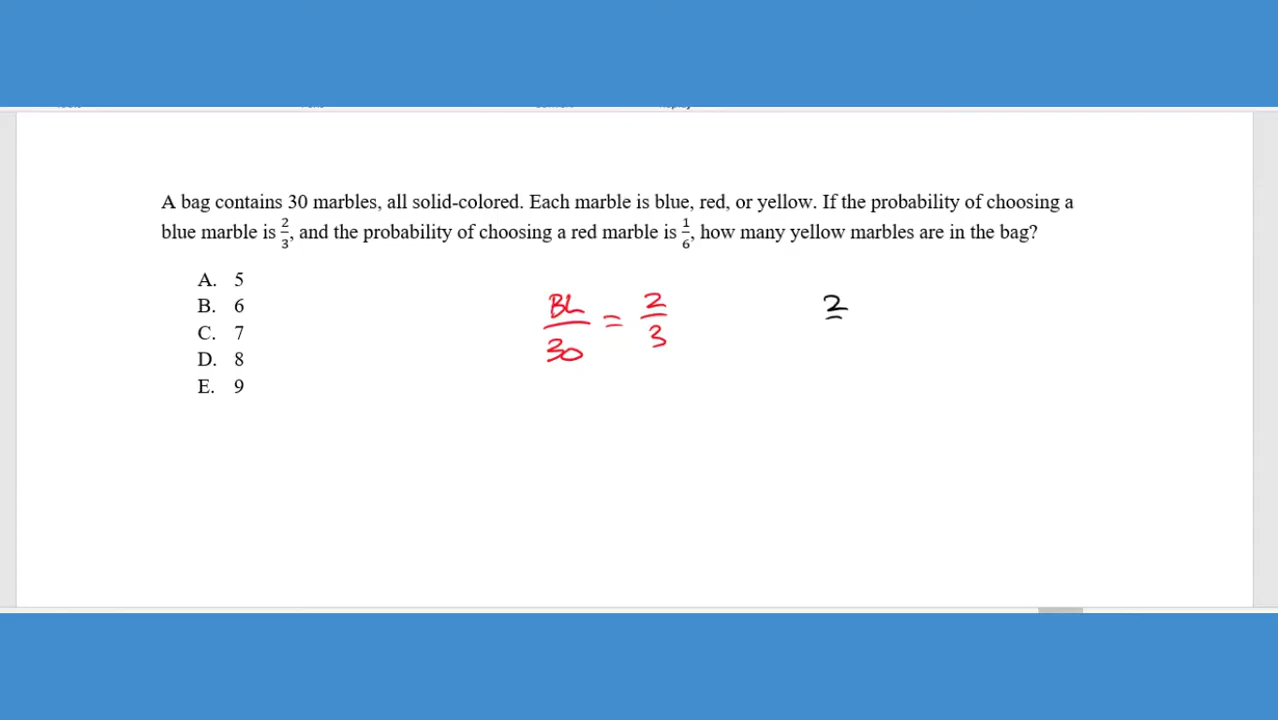 A bag contains 30 marbles, all solid-colored. Each marble is blue, red, or yellow. If the probability of choosing a
blue marble is 2/3, and the probability of choosing a red marble is 1/6, how many yellow marbles are in the bag?
A. 5
B. 6
C. 7
D. 8
E. 9
BL/30 = 2/3
2